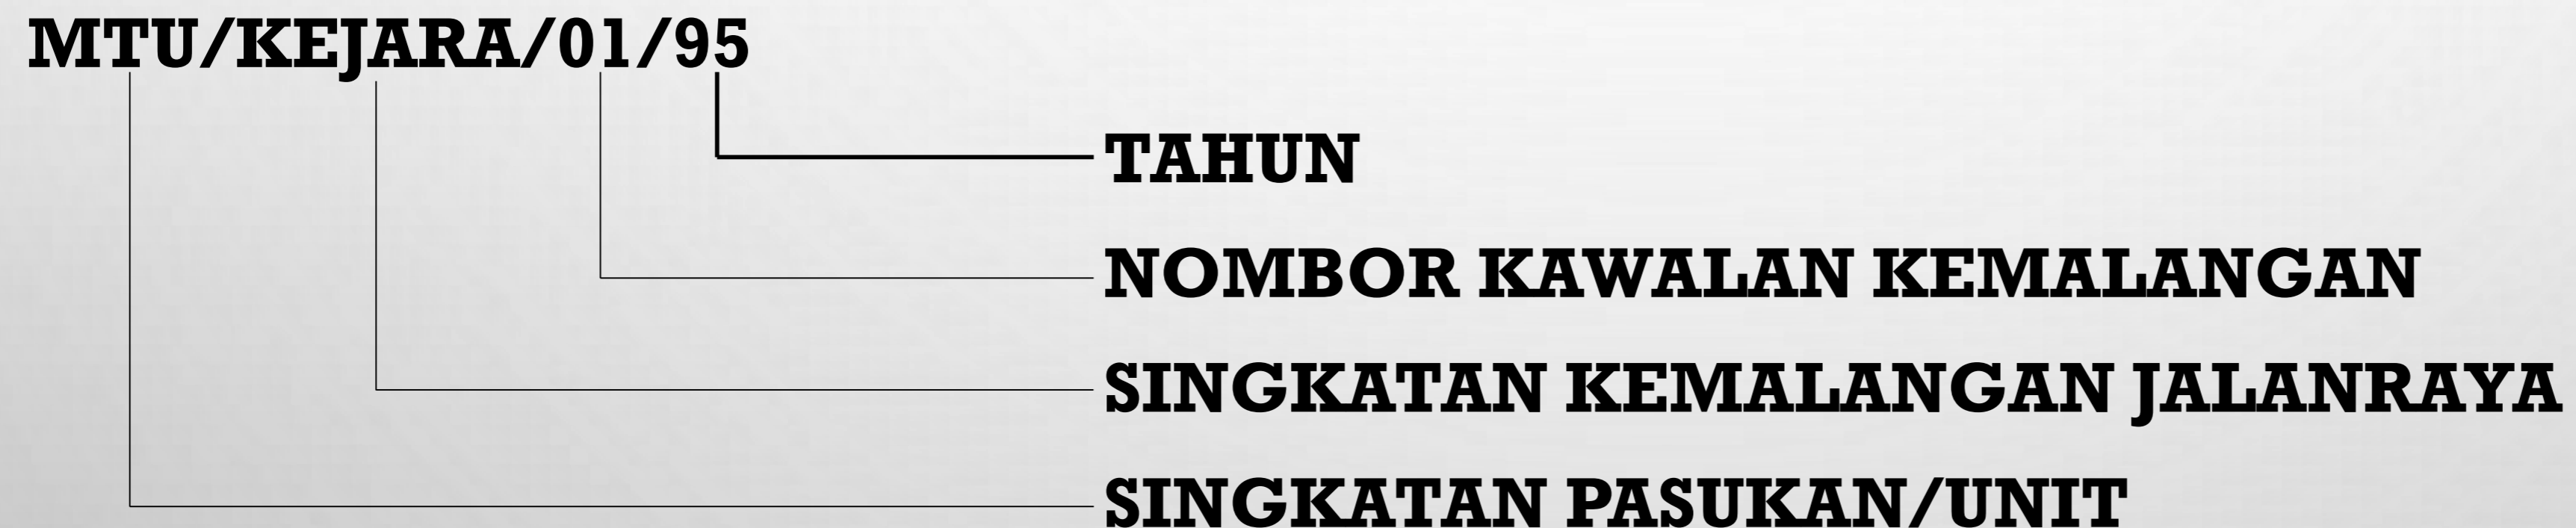 MTU/KEJARA/01/95
TAHUN
NOMBOR KAWALAN KEMALANGAN
SINGKATAN KEMALANGAN JALANRAYA
SINGKATAN PASUKAN/UNIT